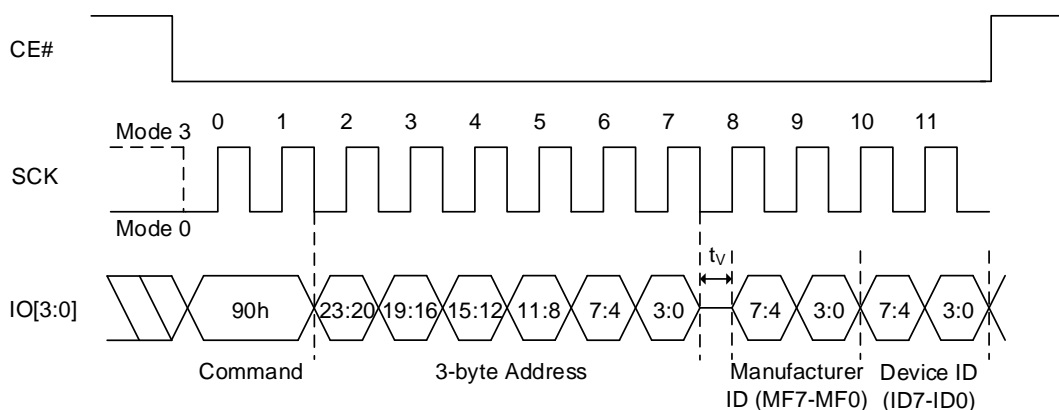 CE#
0 1 2 3 4 5 6 7 8 9 10 11
Mode 3
SCK
Mode 0
tV
IO[3:0]
90h 23:20 19:16 15:12 11:8 7:4 3:0 7:4 3:0 7:4 3:0
Command
3-byte Address
Manufacturer
ID (MF7-MF0)
Device ID
(ID7-ID0)